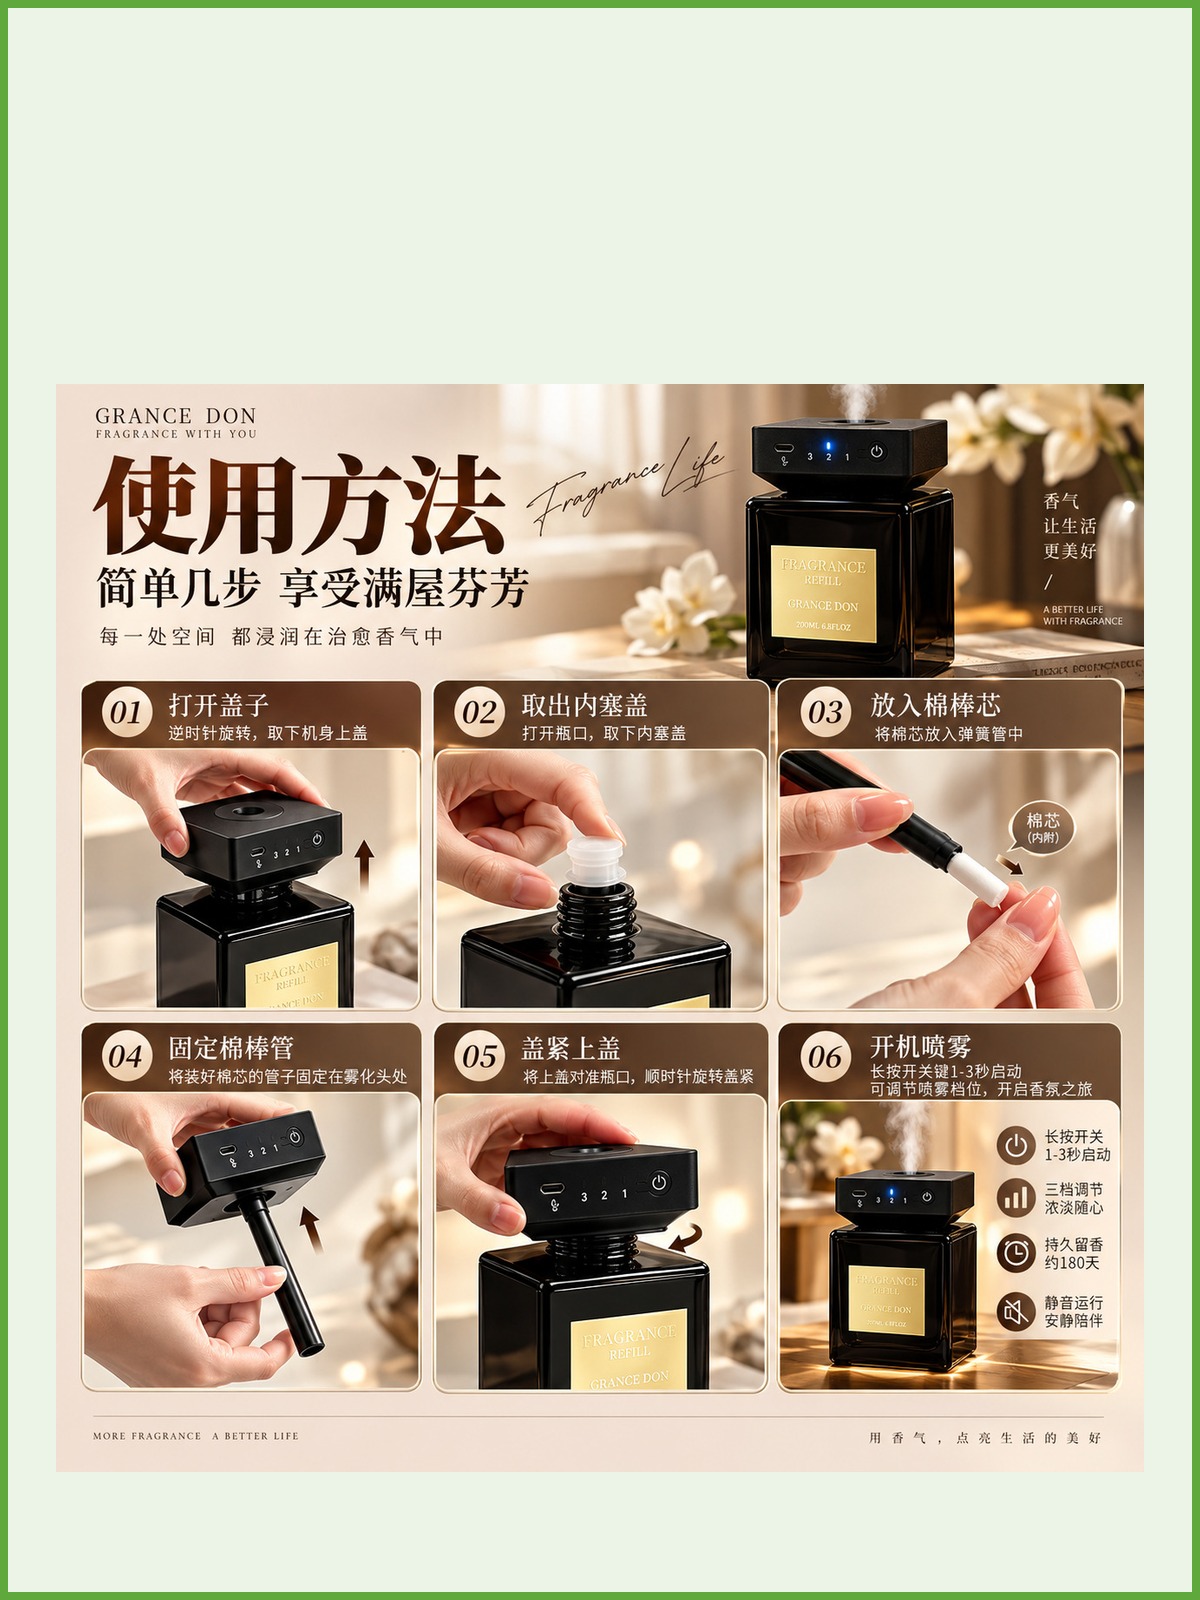 GRANCE DON
FRAGRANCE WITH YOU
使用方法
Fragrance Life
简单几步 享受满屋芬芳
每一处空间 都浸润在治愈香气中
3 2 1
FRAGRANCE
REFILL
GRANCE DON
200ML 6.8FLOZ
香气
让生活
更美好
/
A BETTER LIFE
WITH FRAGRANCE
01
打开盖子
逆时针旋转，取下机身上盖
3 2 1
FRAGRANCE
REFILL
GRANCE DON
02
取出内塞盖
打开瓶口，取下内塞盖
03
放入棉棒芯
将棉芯放入弹簧管中
棉芯
(内附)
04
固定棉棒管
将装好棉芯的管子固定在雾化头处
3 2 1
05
盖紧上盖
将上盖对准瓶口，顺时针旋转盖紧
3 2 1
FRAGRANCE
REFILL
GRANCE DON
06
开机喷雾
长按开关键1-3秒启动
可调节喷雾档位，开启香氛之旅
3 2 1
FRAGRANCE
REFILL
GRANCE DON
200ML 6.8FLOZ
长按开关
1-3秒启动
三档调节
浓淡随心
持久留香
约180天
静音运行
安静陪伴
MORE FRAGRANCE A BETTER LIFE
用香气，点亮生活的美好